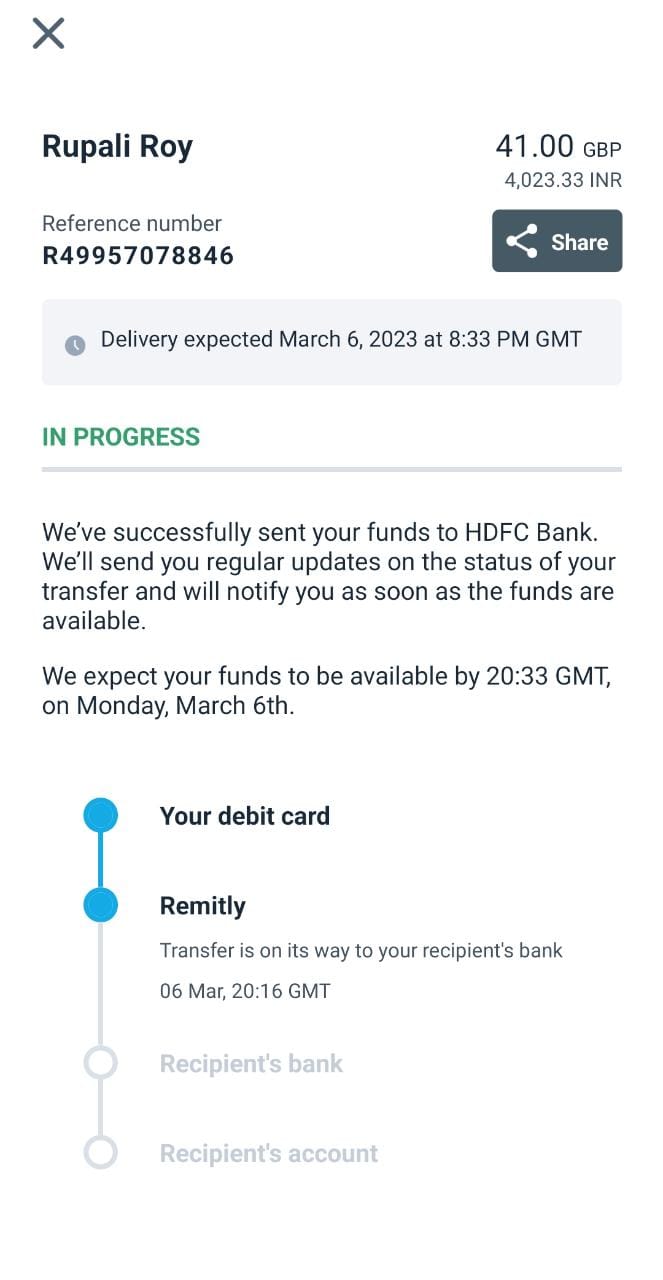 Rupali Roy
41.00 GBP
4,023.33 INR
Reference number
R49957078846
Share
Delivery expected March 6, 2023 at 8:33 PM GMT
IN PROGRESS
We've successfully sent your funds to HDFC Bank.
We'll send you regular updates on the status of your
transfer and will notify you as soon as the funds are
available.
We expect your funds to be available by 20:33 GMT,
on Monday, March 6th.
Your debit card
Remitly
Transfer is on its way to your recipient's bank
06 Mar, 20:16 GMT
Recipient's bank
Recipient's account